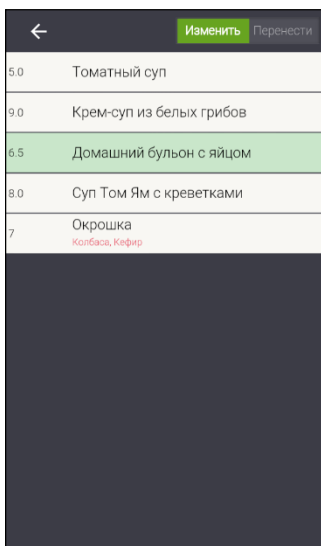 Изменить Перенести
5.0 Томатный суп
9.0 Крем-суп из белых грибов
6.5 Домашний бульон с яйцом
8.0 Суп Том Ям с креветками
7 Окрошка
Колбаса, Кефир